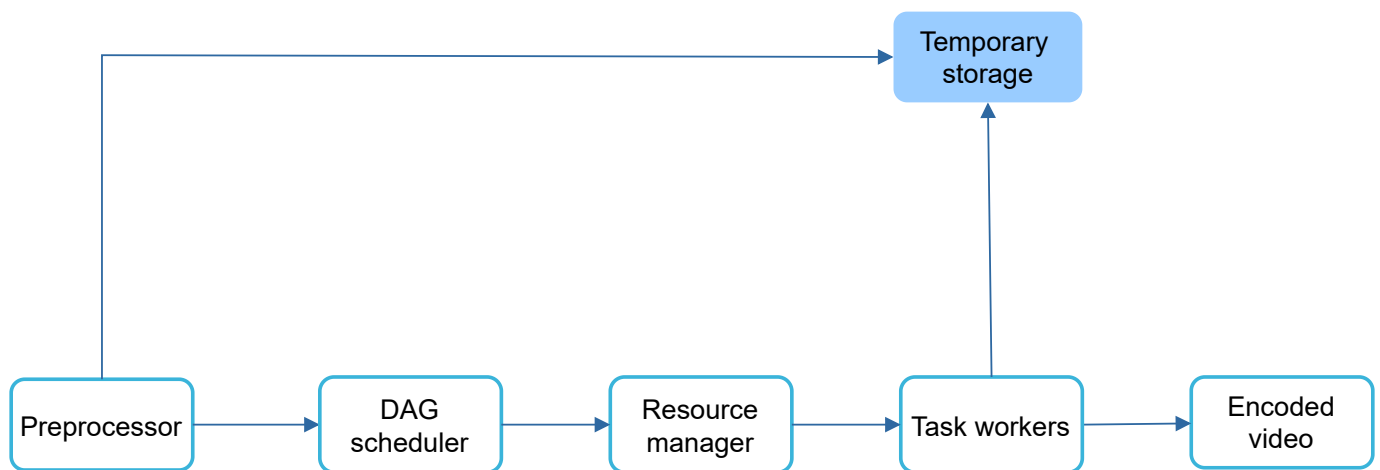 Temporary
storage
Preprocessor
DAG
scheduler
Resource
manager
Task workers
Encoded
video